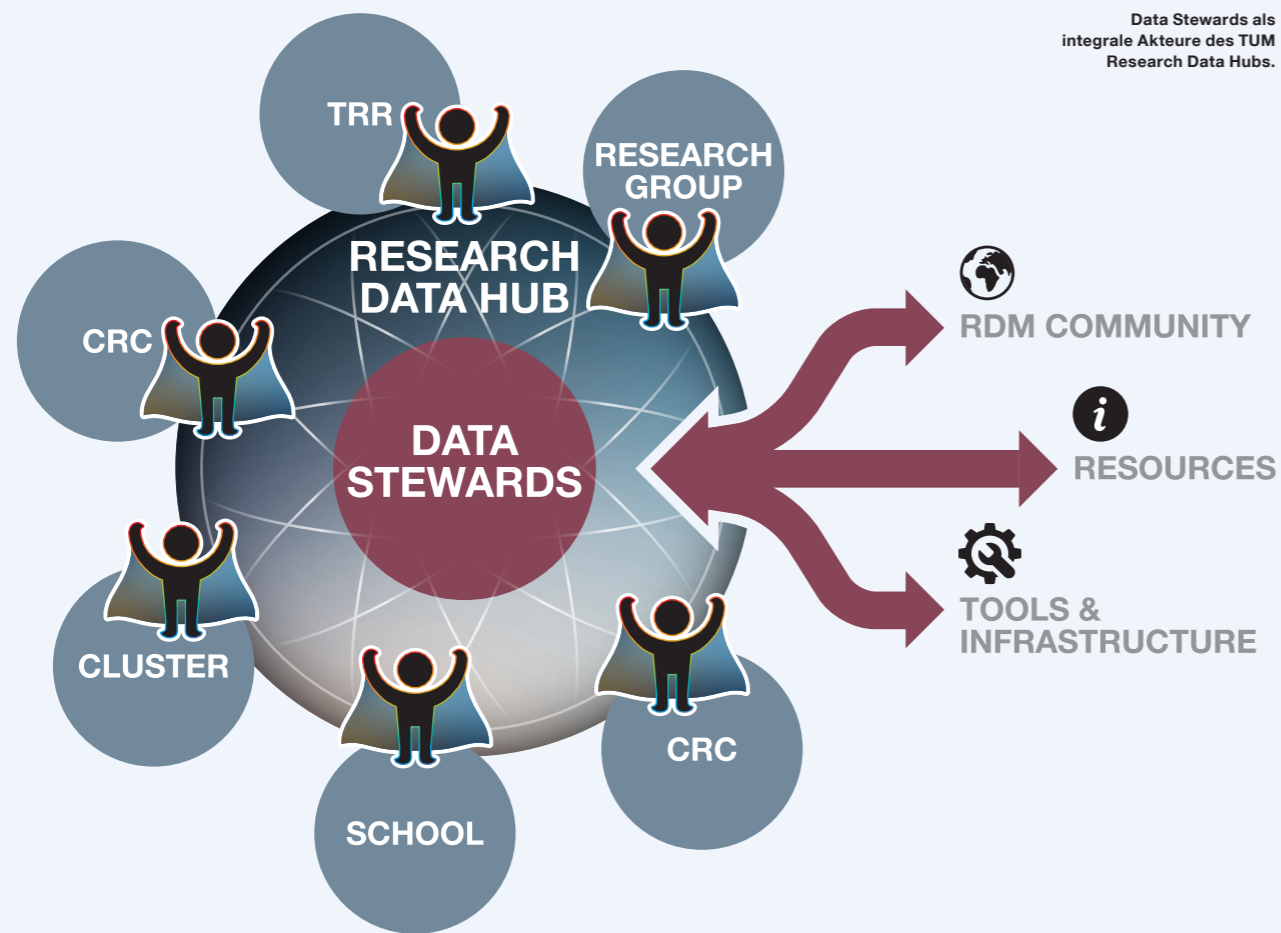 Data Stewards als
integrale Akteure des TUM
Research Data Hubs.
TRR
RESEARCH
GROUP
RESEARCH
DATA HUB
CRC
DATA
STEWARDS
CLUSTER
SCHOOL
CRC
RDM COMMUNITY
i
RESOURCES
TOOLS &
INFRASTRUCTURE